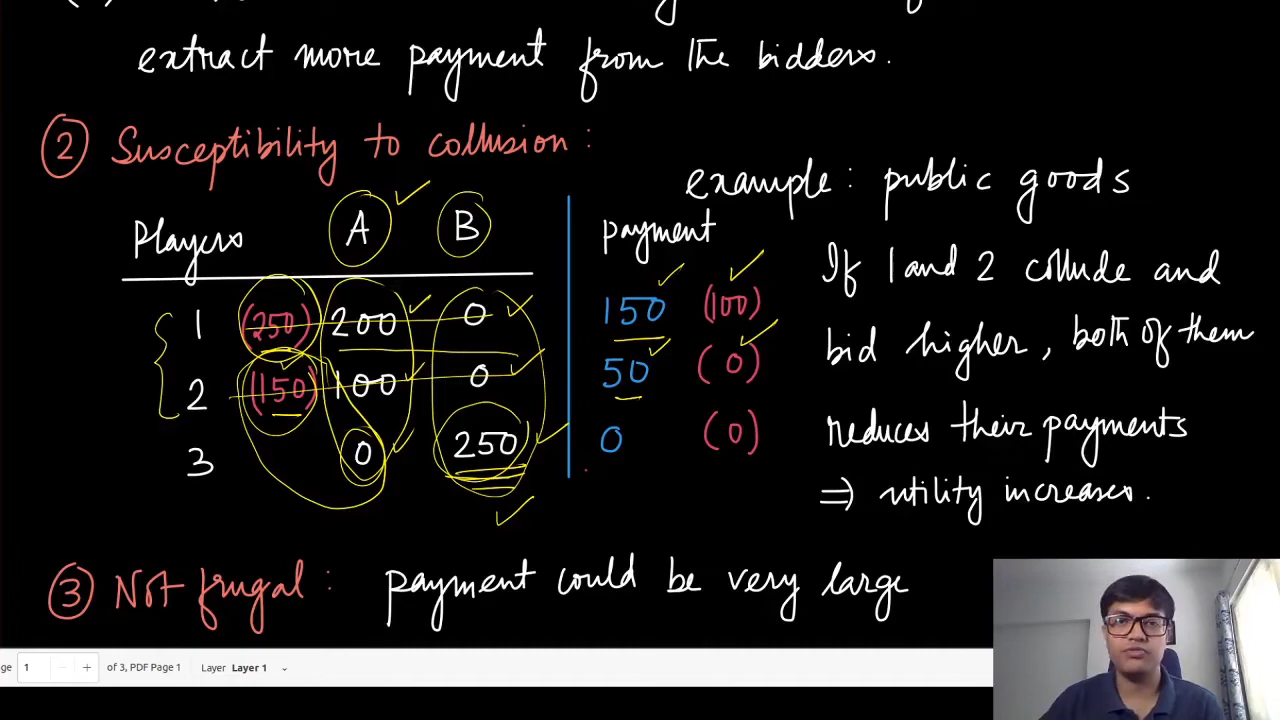 extract more payment from the bidders.
② Susceptibility to collusion :
example : public goods
Players A B payment
1 (250) 200 0 150 (100)
2 (150) 100 0 50 (0)
3 0 250 0 (0)
If 1 and 2 collude and
bid higher, both of them
reduces their payments
⇒ utility increases.
③ Not frugal : payment could be very large
ge 1 of 3, PDF Page 1 Layer Layer 1